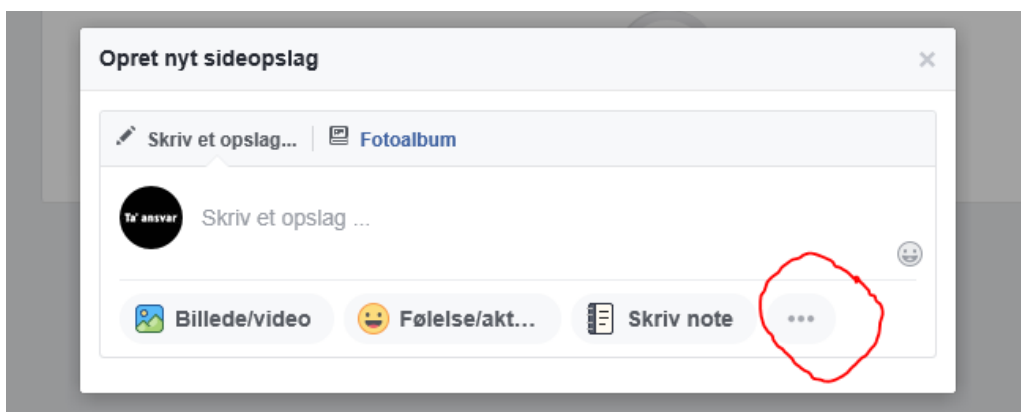 Opret nyt sideopslag
Skriv et opslag... Fotoalbum
Ta' ansvar Skriv et opslag ...
Billede/video Følelse/akt... Skriv note ...